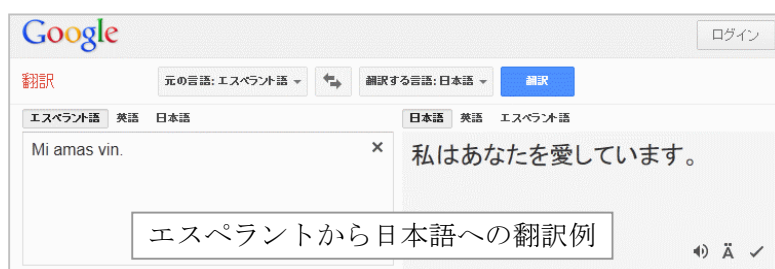 Google
ログイン
翻訳
元の言語: エスペラント語
翻訳する言語: 日本語
翻訳
エスペラント語 英語 日本語
日本語 英語 エスペラント語
Mi amas vin.
×
私はあなたを愛しています。
エスペラントから日本語への翻訳例
Ä